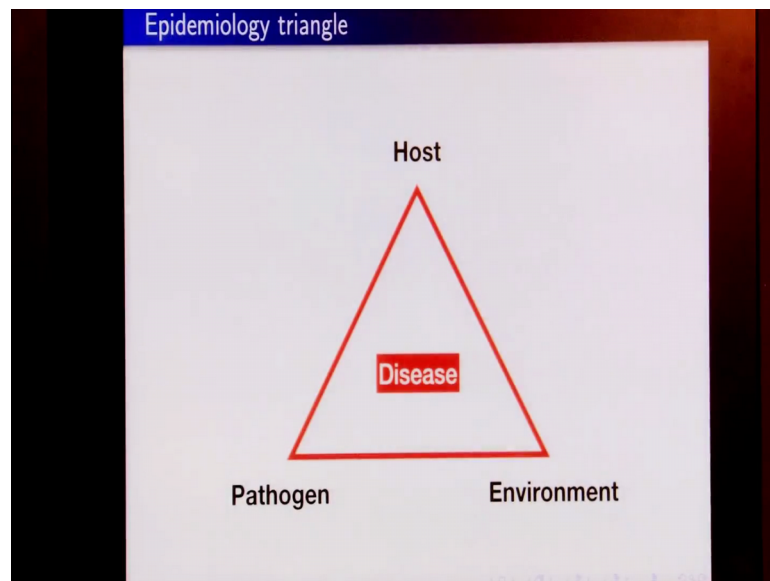 Epidemiology triangle
Host
Disease
Pathogen
Environment